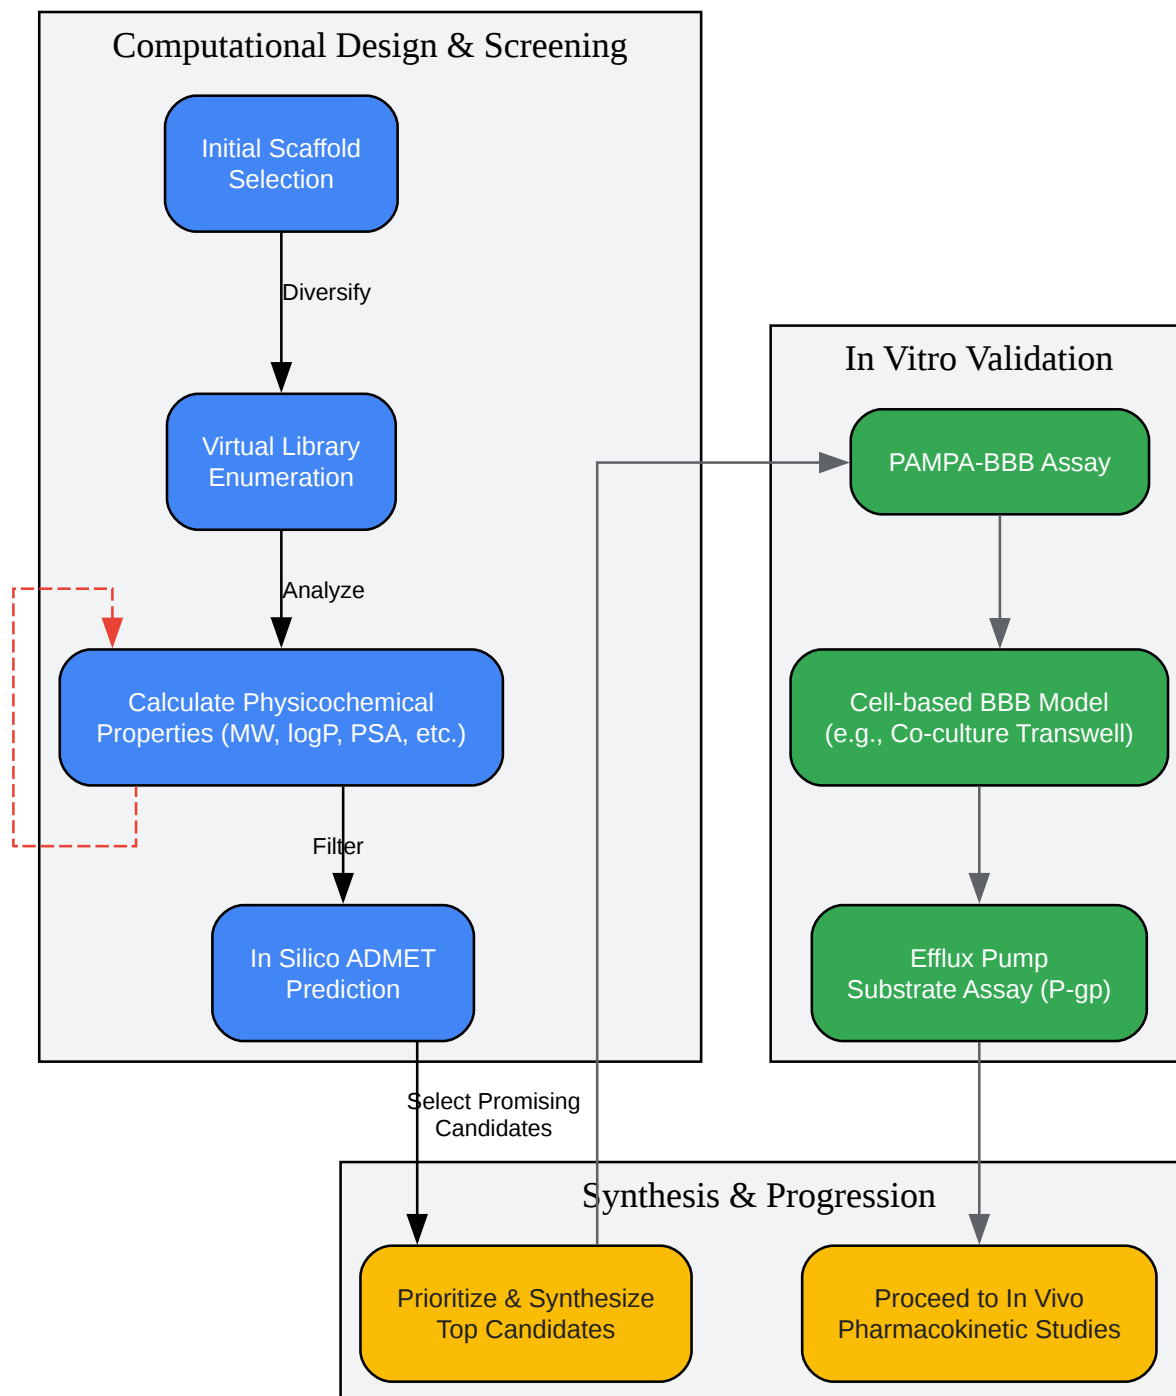 Computational Design & Screening
Initial Scaffold
Selection
Diversify
Virtual Library
Enumeration
Analyze
Calculate Physicochemical
Properties (MW, logP, PSA, etc.)
Filter
In Silico ADMET
Prediction
Select Promising
Candidates
In Vitro Validation
PAMPA-BBB Assay
Cell-based BBB Model
(e.g., Co-culture Transwell)
Efflux Pump
Substrate Assay (P-gp)
Synthesis & Progression
Prioritize & Synthesize
Top Candidates
Proceed to In Vivo
Pharmacokinetic Studies